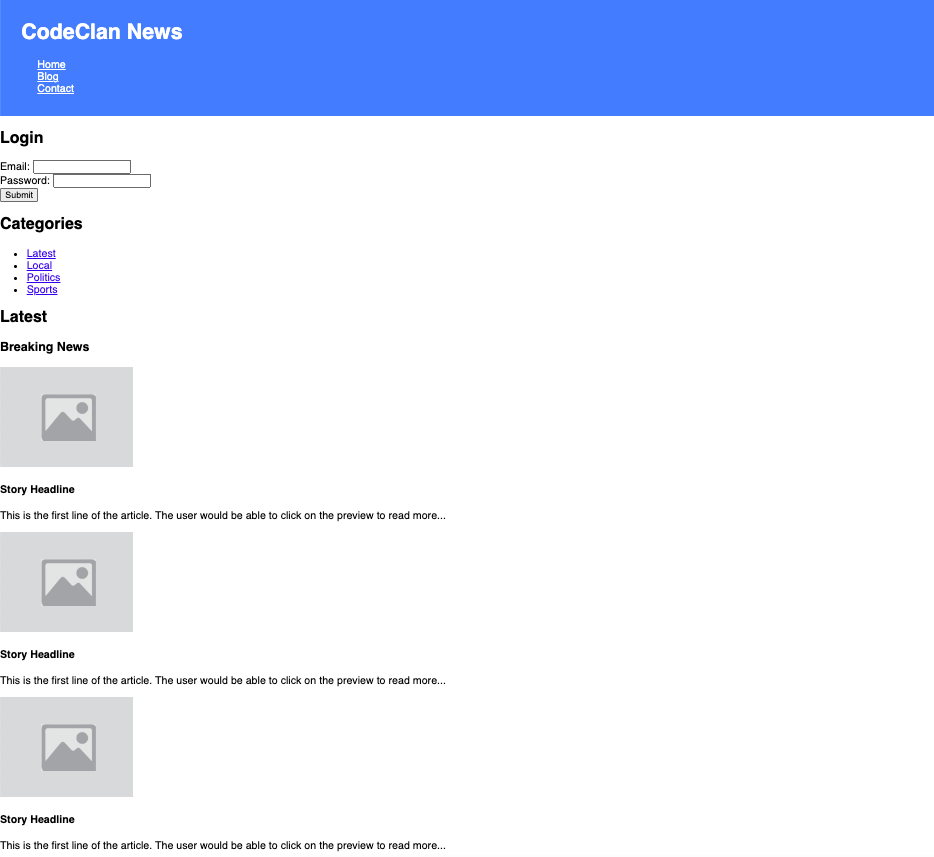 CodeClan News
Home
Blog
Contact
Login
Email:
Password:
Submit
Categories
Latest
Local
Politics
Sports
Latest
Breaking News
Story Headline
This is the first line of the article. The user would be able to click on the preview to read more...
Story Headline
This is the first line of the article. The user would be able to click on the preview to read more...
Story Headline
This is the first line of the article. The user would be able to click on the preview to read more...